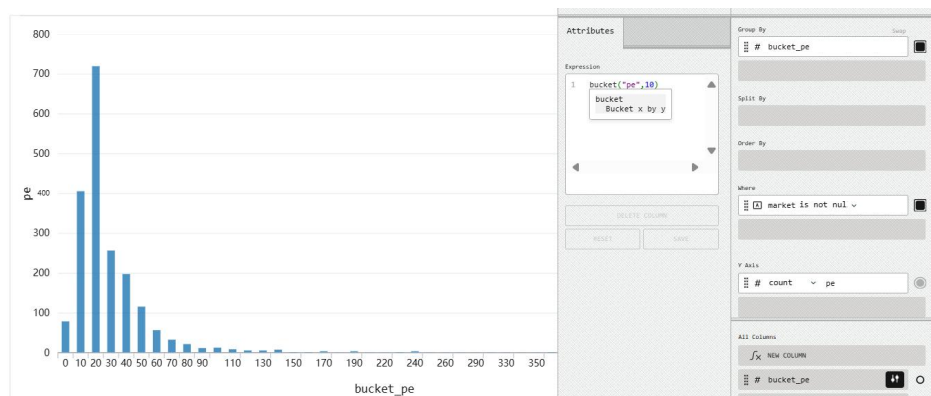 800
700
600
500
400
300
200
100
0
pe
0 10 20 30 40 50 60 70 80 90 110 130 150 170 190 220 240 260 290 330 350
bucket_pe
Attributes
Expression
1 bucket("pe",10)
bucket
Bucket x by y
DELETE COLUMN
RESET SAVE
Group By Swap
# bucket_pe
Split By
Order By
Where
A market is not nul
Y Axis
# count pe
All Columns
ƒx NEW COLUMN
# bucket_pe